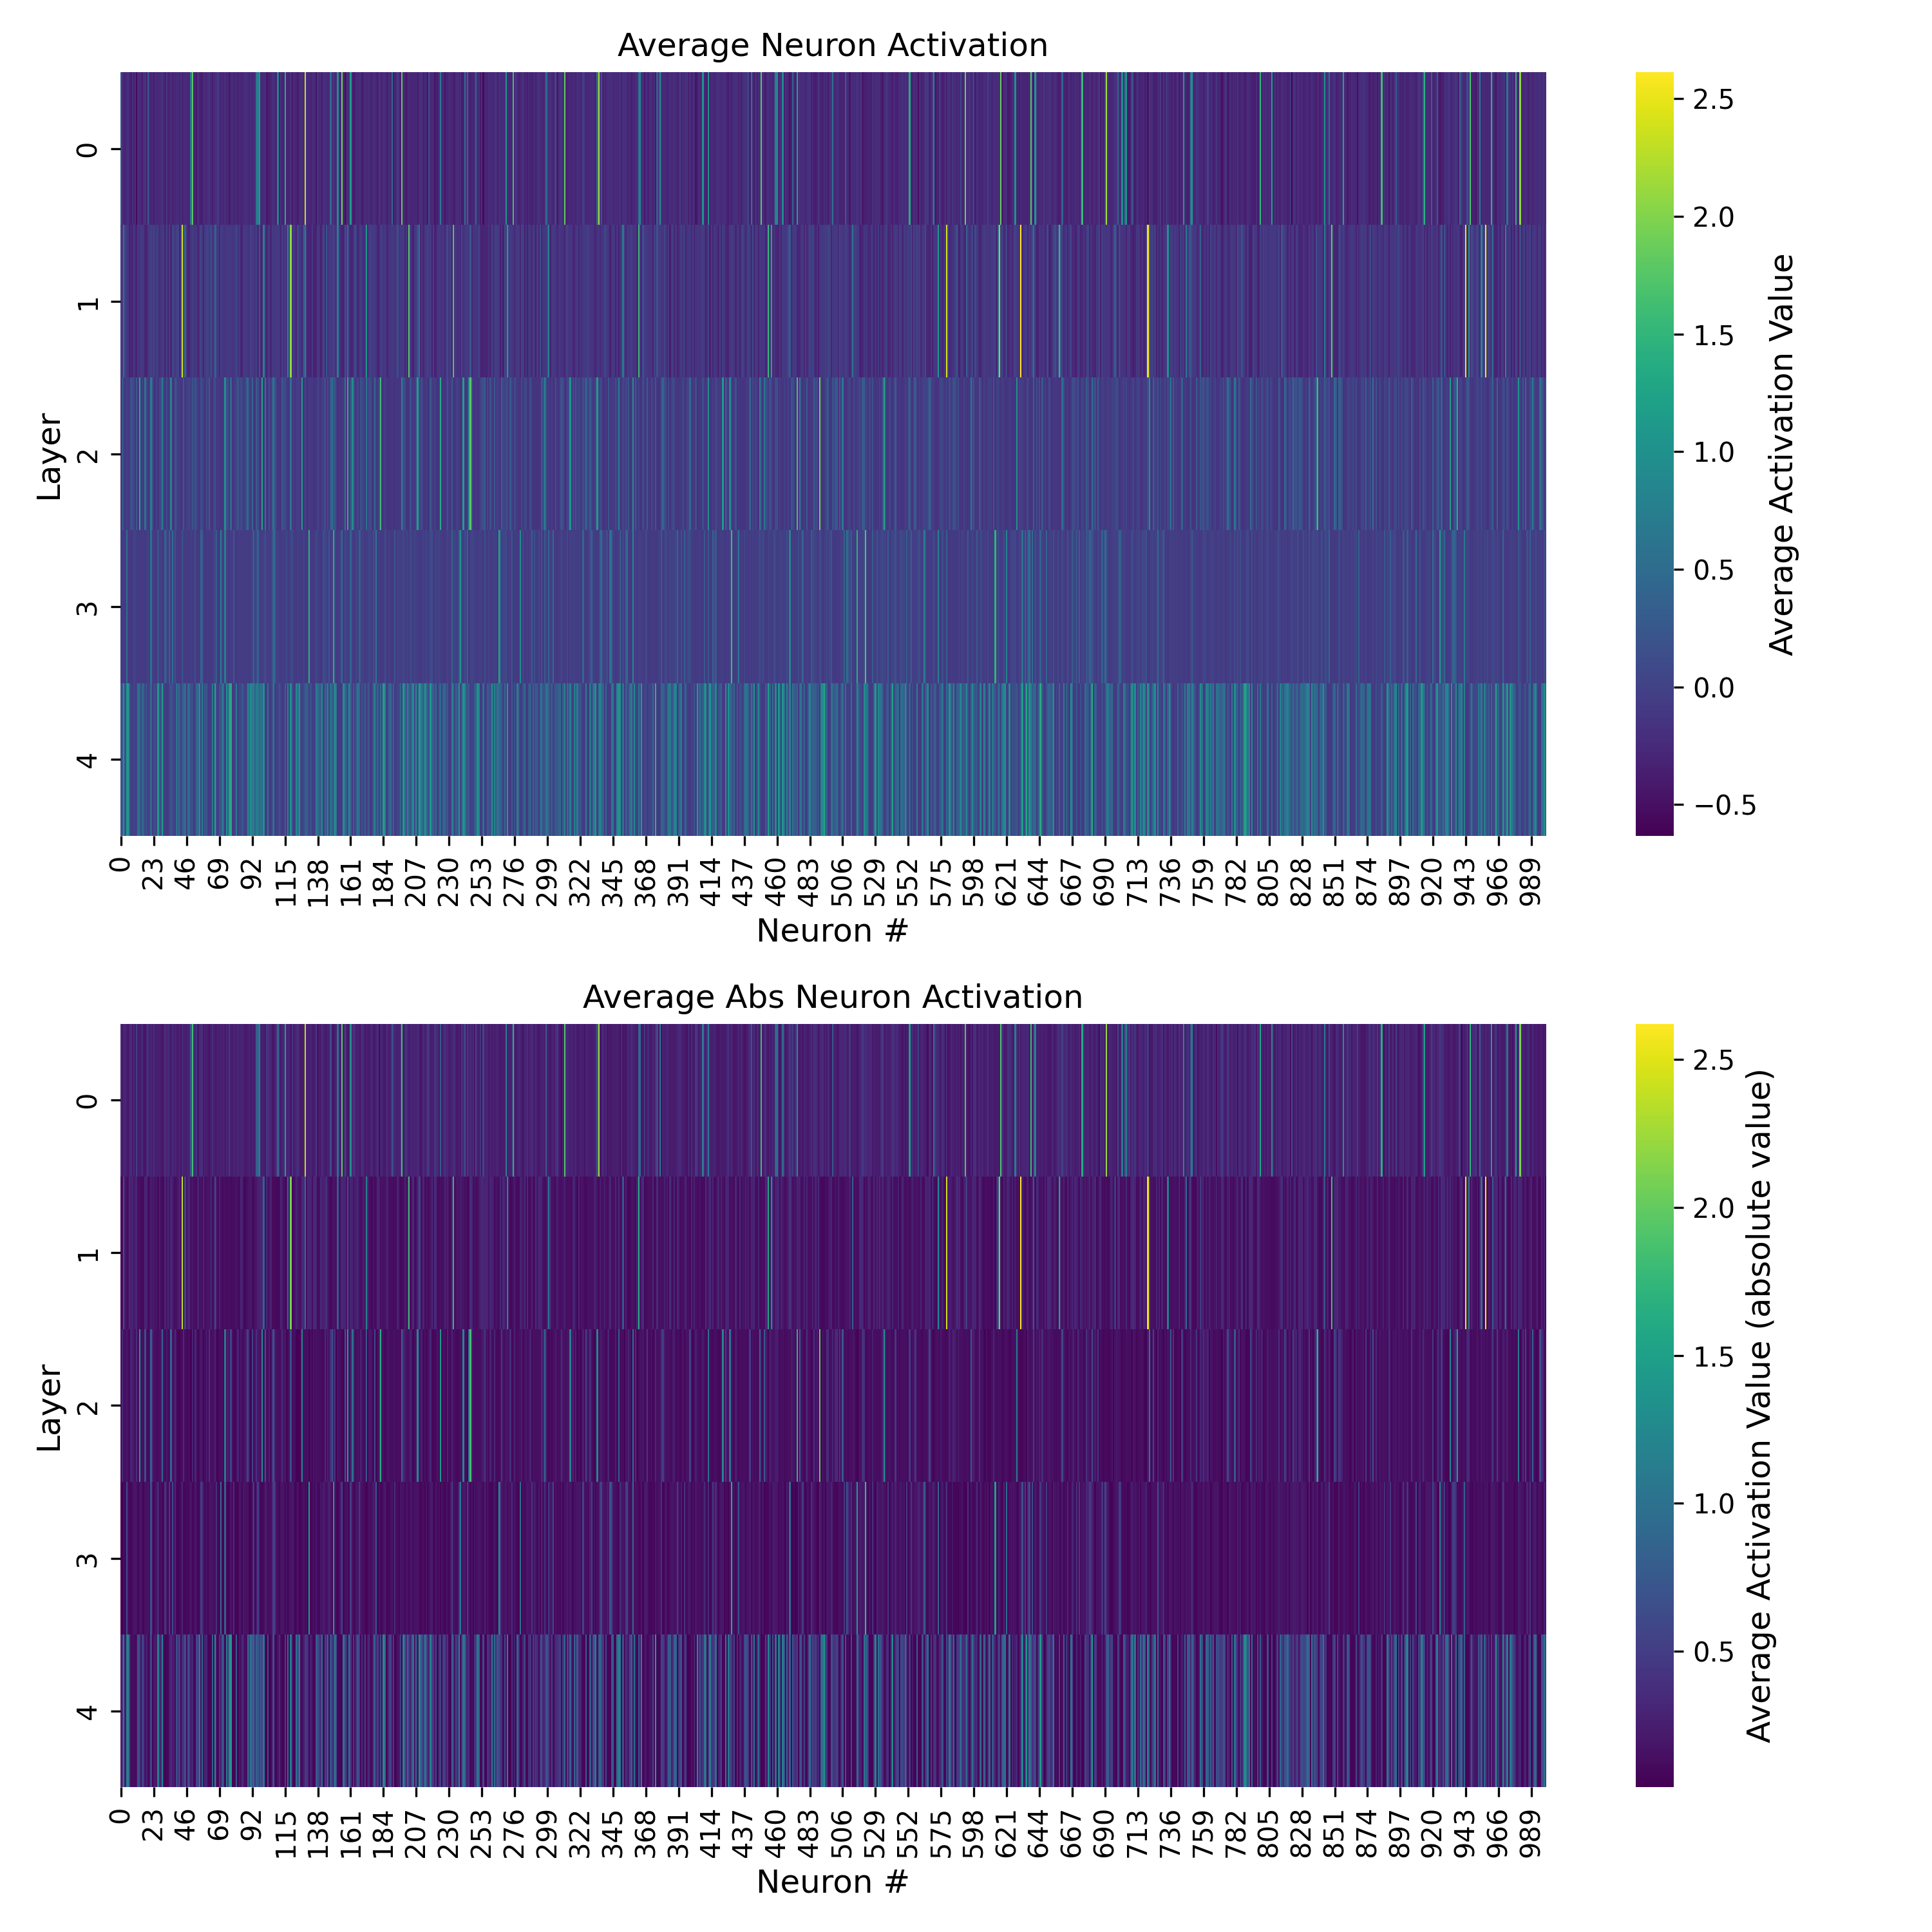 Average Neuron Activation
Layer
0
1
2
3
4
0 23 46 69 92 115 138 161 184 207 230 253 276 299 322 345 368 391 414 437 460 483 506 529 552 575 598 621 644 667 690 713 736 759 782 805 828 851 874 897 920 943 966 989
Neuron #
2.5
2.0
1.5
1.0
0.5
0.0
−0.5
Average Activation Value
Average Abs Neuron Activation
Layer
0
1
2
3
4
0 23 46 69 92 115 138 161 184 207 230 253 276 299 322 345 368 391 414 437 460 483 506 529 552 575 598 621 644 667 690 713 736 759 782 805 828 851 874 897 920 943 966 989
Neuron #
2.5
2.0
1.5
1.0
0.5
Average Activation Value (absolute value)